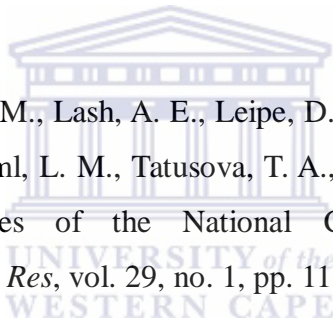 M., Lash, A. E., Leipe, D.
ml, L. M., Tatusova, T. A.,
es of the National C
UNIVERSITY of the
Res, vol. 29, no. 1, pp. 11
WESTERN CAPE